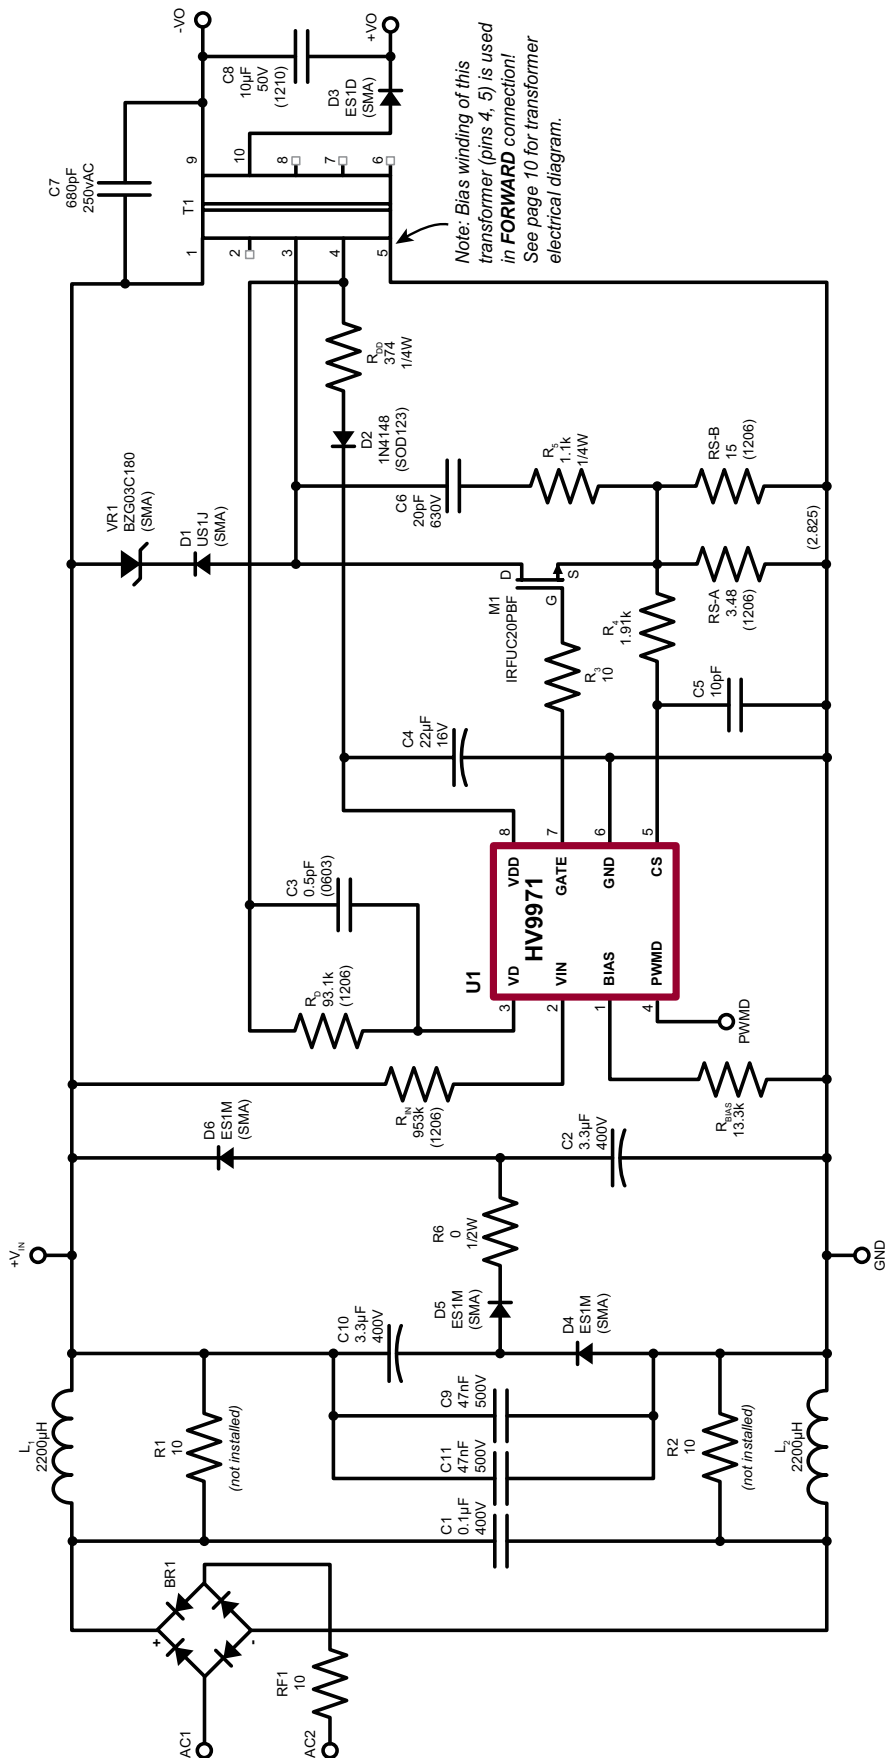 AC1
AC2
RF1
10
BR1
+
-
L1
2200µH
R1
10
(not installed)
C1
0.1µF
400V
C11
47nF
500V
C9
47nF
500V
R2
10
(not installed)
L2
2200µH
C10
3.3µF
400V
D4
ES1M
(SMA)
D5
ES1M
(SMA)
R6
0
1/2W
+VIN
GND
D6
ES1M
(SMA)
C2
3.3µF
400V
RIN
953k
(1206)
RD
93.1k
(1206)
C3
0.5pF
(0603)
RBIAS
13.3k
PWMD
U1
HV9971
3
VD
2
VIN
1
BIAS
4
PWMD
VDD
8
GATE
7
GND
6
CS
5
C4
22µF
16V
R3
10
M1
IRFUC20PBF
D
G
S
C5
10pF
R4
1.91k
RS-A
3.48
(1206)
(2.825)
RS-B
15
(1206)
VR1
BZG03C180
(SMA)
D1
US1J
(SMA)
C6
20pF
630V
R5
1.1k
1/4W
D2
1N4148
(SOD123)
RDD
374
1/4W
C7
680pF
250vAC
T1
1
2
3
4
5
9
10
8
7
6
Note: Bias winding of this
transformer (pins 4, 5) is used
in FORWARD connection!
See page 10 for transformer
electrical diagram.
C8
10µF
50V
(1210)
D3
ES1D
(SMA)
-VO
+VO